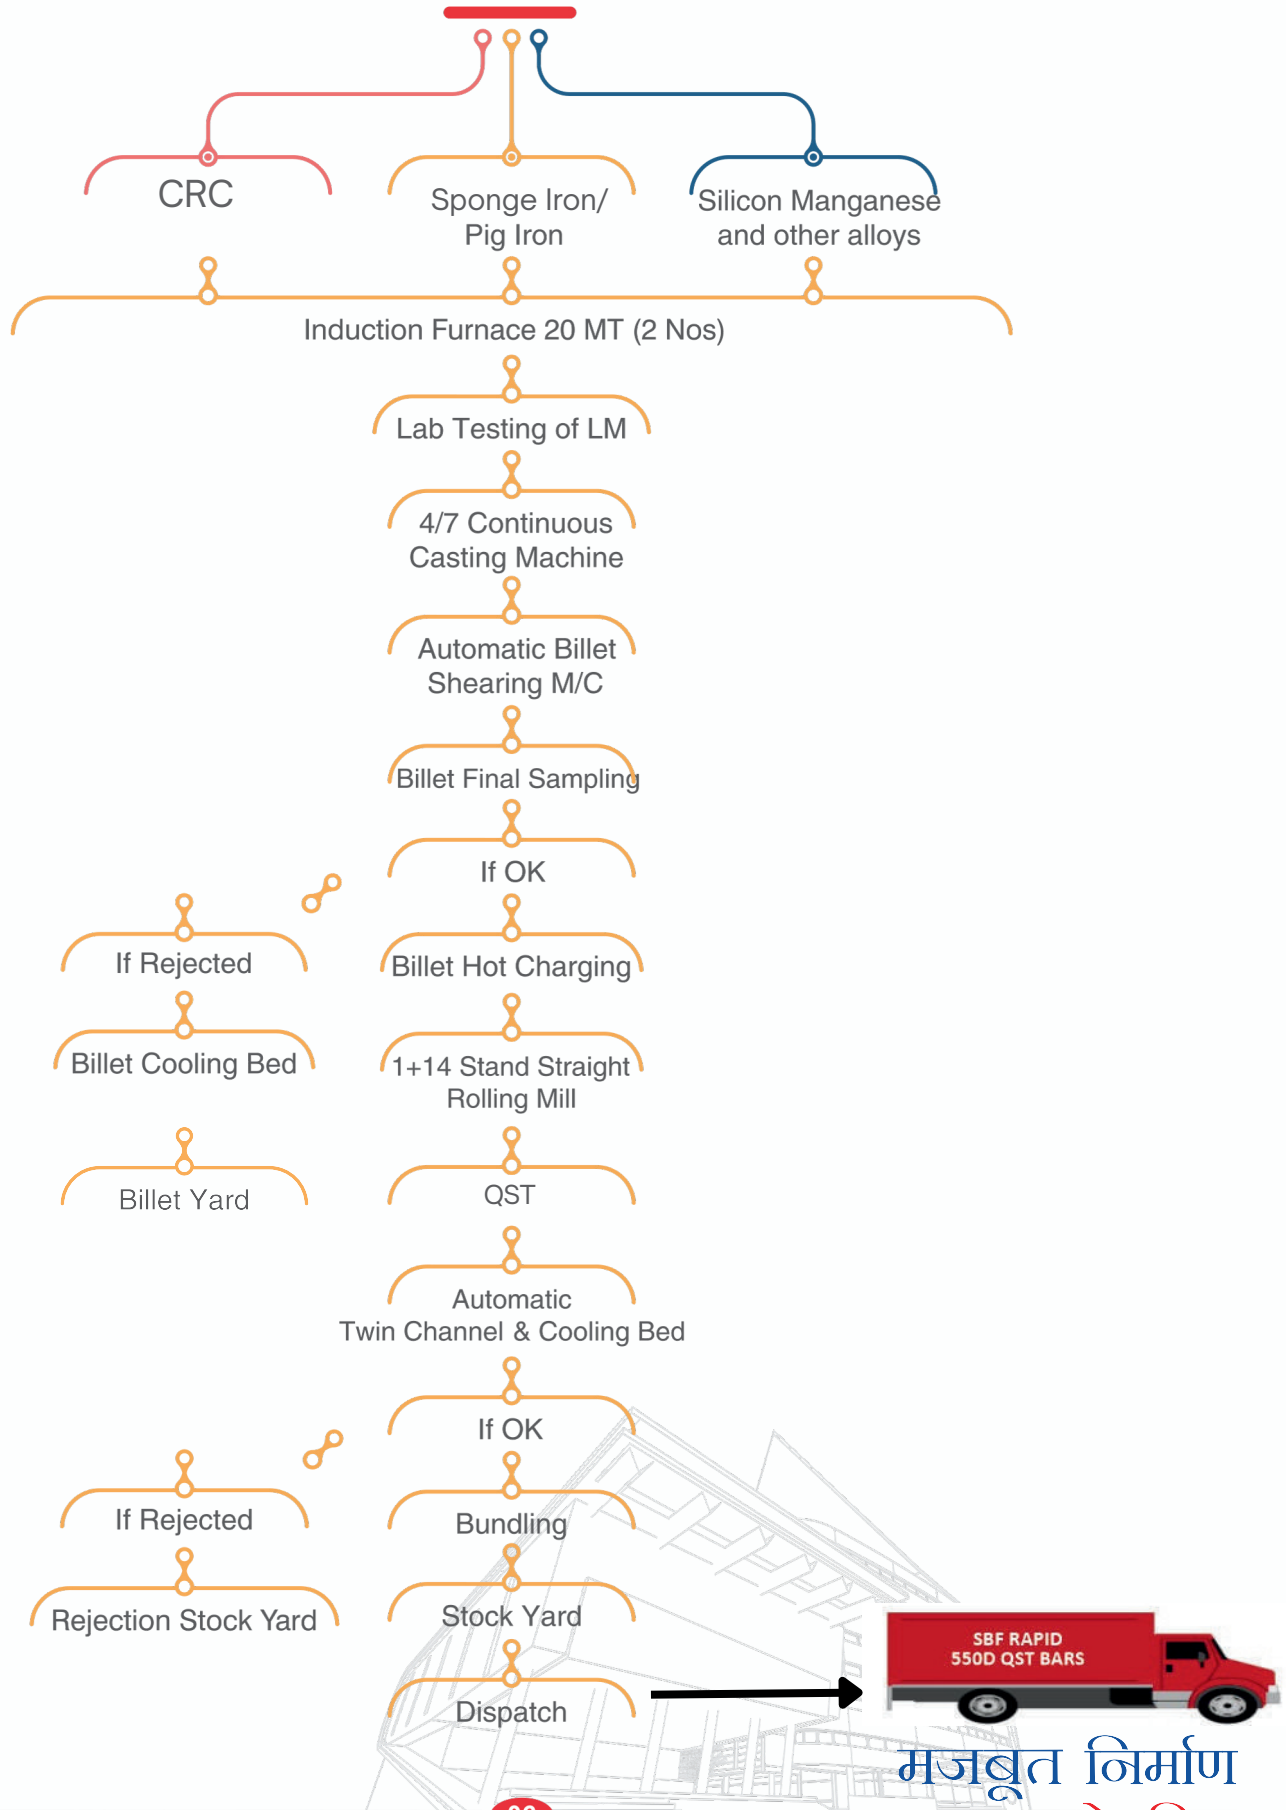 CRC
Sponge Iron/
Pig Iron
Silicon Manganese
and other alloys
Induction Furnace 20 MT (2 Nos)
Lab Testing of LM
4/7 Continuous
Casting Machine
Automatic Billet
Shearing M/C
Billet Final Sampling
If OK
If Rejected
Billet Hot Charging
Billet Cooling Bed
1+14 Stand Straight
Rolling Mill
Billet Yard
QST
Automatic
Twin Channel & Cooling Bed
If OK
If Rejected
Bundling
Rejection Stock Yard
Stock Yard
Dispatch
SBF RAPID
550D QST BARS
मजबूत निर्माण